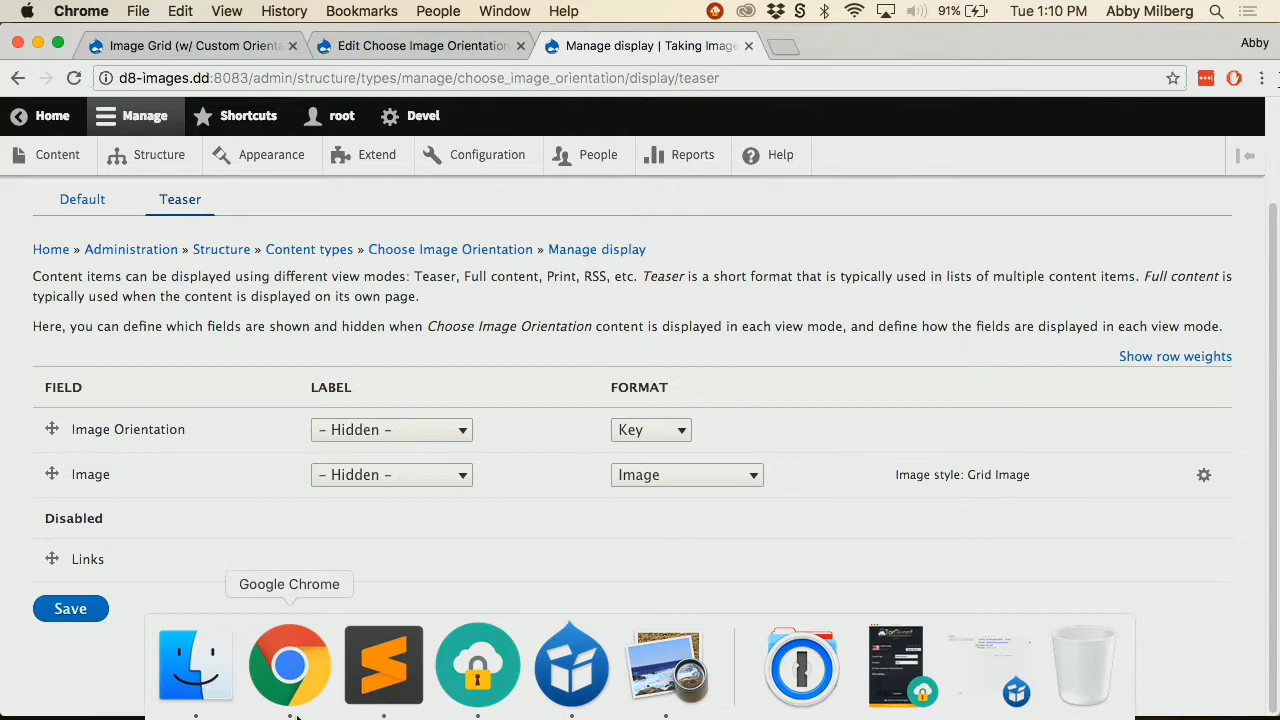 Chrome File Edit View History Bookmarks People Window Help 91% Tue 1:10 PM Abby Milberg
Image Grid (w/ Custom Orienta Edit Choose Image Orientation Manage display | Taking Image Abby
d8-images.dd:8083/admin/structure/types/manage/choose_image_orientation/display/teaser
Home Manage Shortcuts root Devel
Content Structure Appearance Extend Configuration People Reports Help
Default Teaser
Home » Administration » Structure » Content types » Choose Image Orientation » Manage display
Content items can be displayed using different view modes: Teaser, Full content, Print, RSS, etc. Teaser is a short format that is typically used in lists of multiple content items. Full content is
typically used when the content is displayed on its own page.
Here, you can define which fields are shown and hidden when Choose Image Orientation content is displayed in each view mode, and define how the fields are displayed in each view mode.
Show row weights
FIELD LABEL FORMAT
Image Orientation - Hidden - Key
Image - Hidden - Image Image style: Grid Image
Disabled
Links
Google Chrome
Save